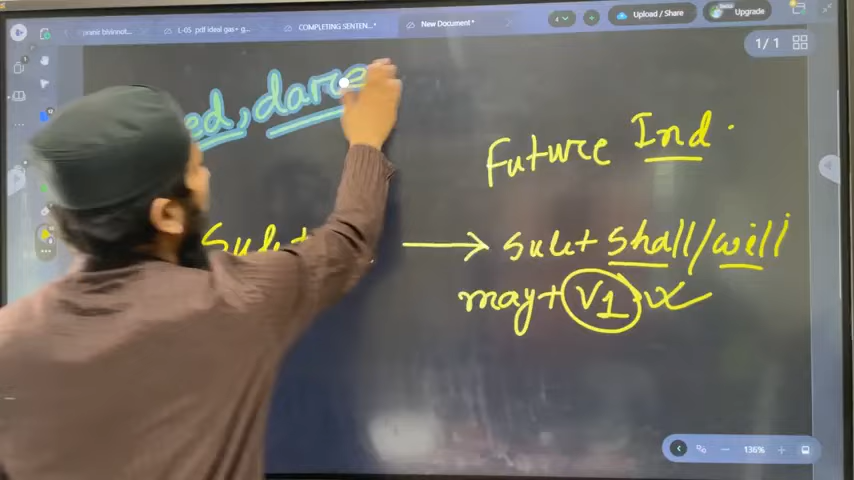 L-05 pdf ideal gas+ g...
COMPLETING SENTEN...*
New Document*
Upload / Share
Upgrade
1/1
ed, dare
Future Ind.
Sub+
→ Sub+ shall/will
may+ V1 + x
136%